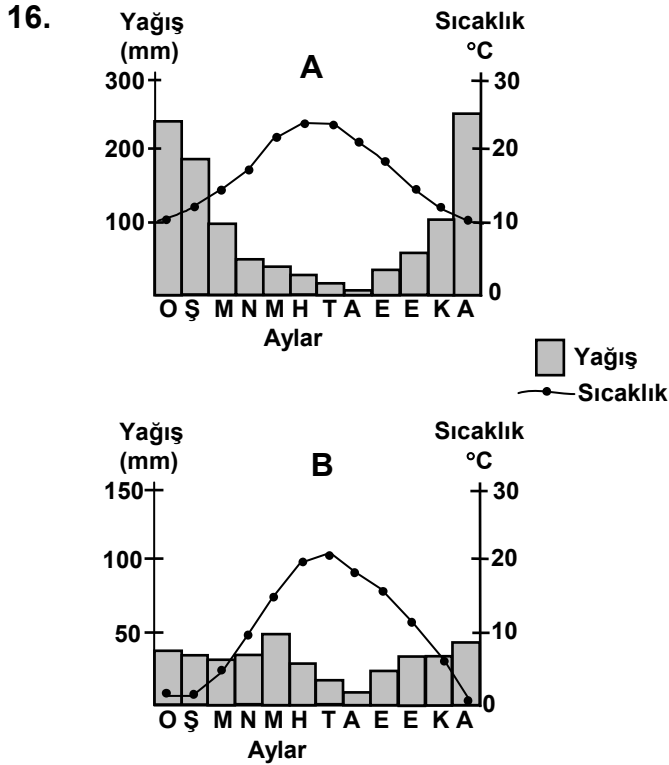 16.
Yağış
(mm)
Sıcaklık
°C
A
300
200
100
30
20
10
0
O Ş M N M H T A E E K A
Aylar
Yağış
Sıcaklık
Yağış
(mm)
Sıcaklık
°C
B
150
100
50
30
20
10
0
O Ş M N M H T A E E K A
Aylar